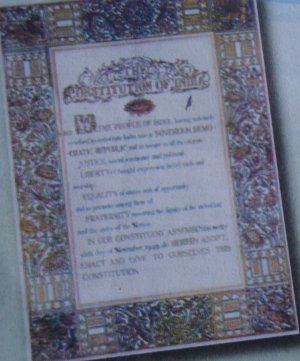 THE
CONSTITUTION OF INDIA
WE THE PEOPLE OF INDIA, having solemnly
resolved to constitute India into a SOVEREIGN DEMO-
CRATIC REPUBLIC and to secure to all its citizens
JUSTICE, social economic and political
LIBERTY of thought expression belief faith and
worship
EQUALITY of status and of opportunity
and to promote among them all
FRATERNITY assuring the dignity of the individual
and the unity of the Nation
IN OUR CONSTITUENT ASSEMBLY this twenty
sixth day of November 1949 do HEREBY ADOPT,
ENACT AND GIVE TO OURSELVES THIS
CONSTITUTION